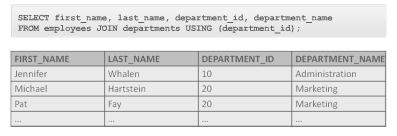 SELECT first_name, last_name, department_id, department_name
FROM employees JOIN departments USING (department_id);
FIRST_NAME LAST_NAME DEPARTMENT_ID DEPARTMENT_NAME
Jennifer Whalen 10 Administration
Michael Hartstein 20 Marketing
Pat Fay 20 Marketing
... ... ... ...